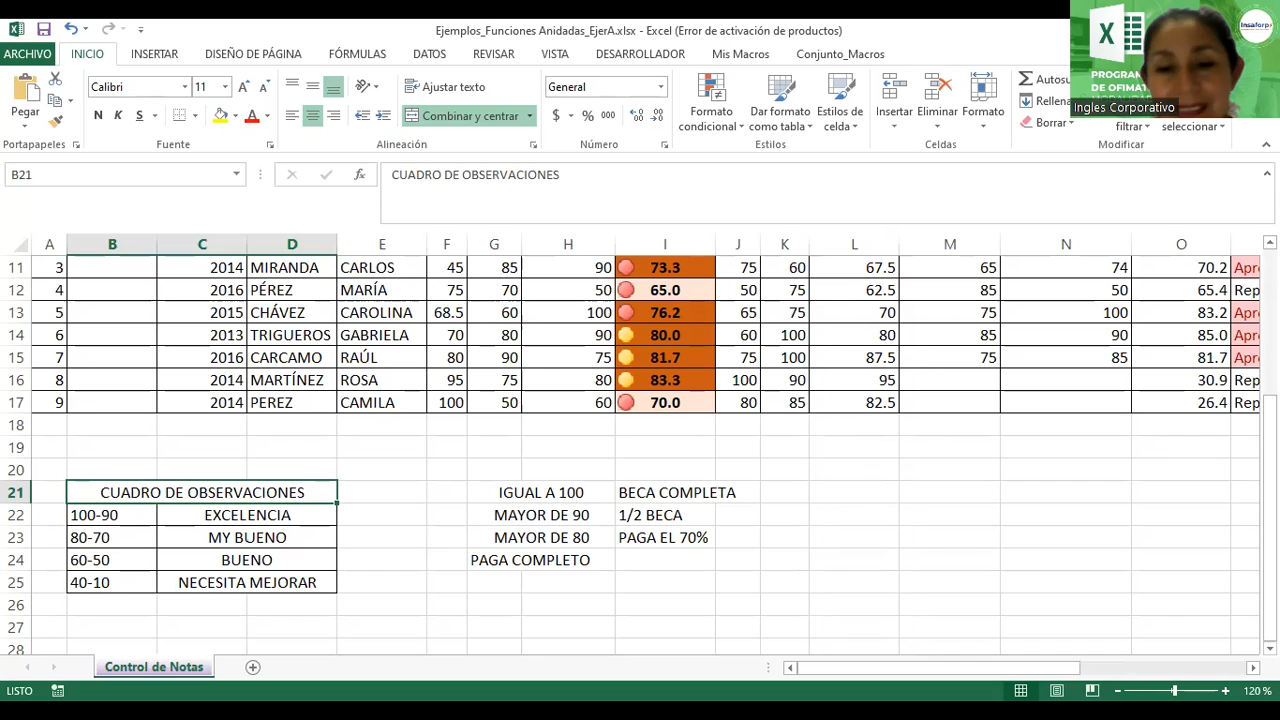 Ejemplos_Funciones Anidadas_EjerA.xlsx - Excel (Error de activación de productos)
ARCHIVO INICIO INSERTAR DISEÑO DE PÁGINA FÓRMULAS DATOS REVISAR VISTA DESARROLLADOR Mis Macros Conjunto_Macros
Insaforp
PROGRAM
DE OFIMAT
Ingles Corporativo
Pegar
Calibri 11
N K S
Ajustar texto
Combinar y centrar
General
$ % 000
Formato condicional
Dar formato como tabla
Estilos de celda
Insertar Eliminar Formato
Autosu
Rellena
Borrar
filtrar seleccionar
Portapapeles Fuente Alineación Número Estilos Celdas Modificar
B21 fx CUADRO DE OBSERVACIONES
A B C D E F G H I J K L M N O
11 3 2014 MIRANDA CARLOS 45 85 90 73.3 75 60 67.5 65 74 70.2 Apro
12 4 2016 PÉREZ MARÍA 75 70 50 65.0 50 75 62.5 85 50 65.4 Rep
13 5 2015 CHÁVEZ CAROLINA 68.5 60 100 76.2 65 75 70 75 100 83.2 Apro
14 6 2013 TRIGUEROS GABRIELA 70 80 90 80.0 60 100 80 85 90 85.0 Apro
15 7 2016 CARCAMO RAÚL 80 90 75 81.7 75 100 87.5 75 85 81.7 Apro
16 8 2014 MARTÍNEZ ROSA 95 75 80 83.3 100 90 95 30.9 Rep
17 9 2014 PEREZ CAMILA 100 50 60 70.0 80 85 82.5 26.4 Rep
18
19
20
21 CUADRO DE OBSERVACIONES IGUAL A 100 BECA COMPLETA
22 100-90 EXCELENCIA MAYOR DE 90 1/2 BECA
23 80-70 MY BUENO MAYOR DE 80 PAGA EL 70%
24 60-50 BUENO PAGA COMPLETO
25 40-10 NECESITA MEJORAR
26
27
28
Control de Notas
LISTO 120 %